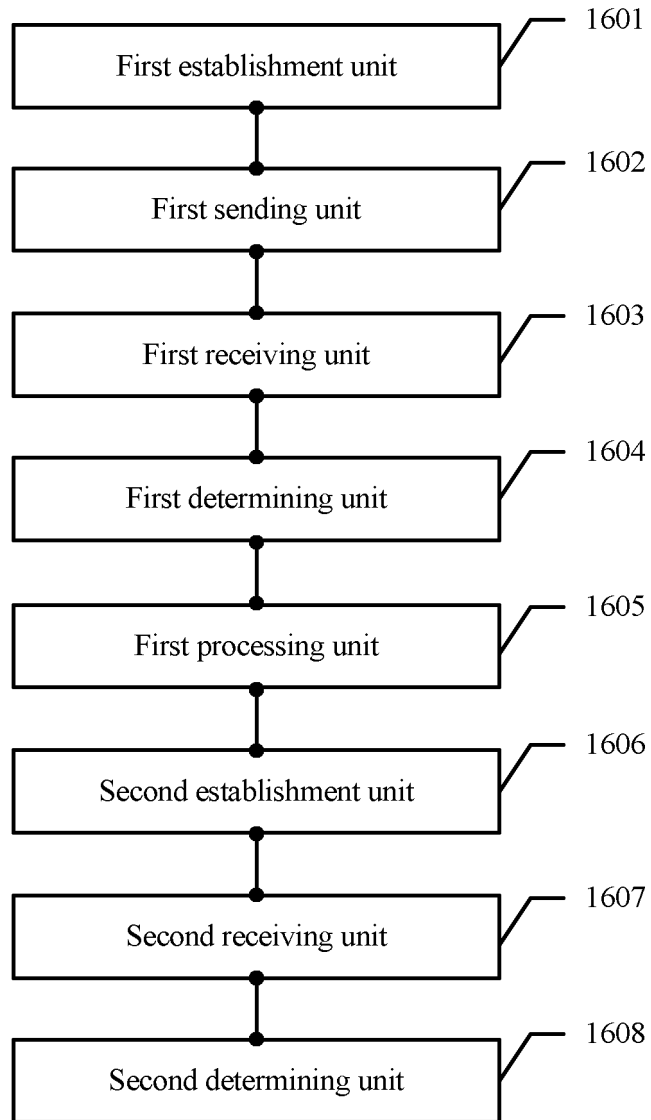 1601
First establishment unit
1602
First sending unit
1603
First receiving unit
1604
First determining unit
1605
First processing unit
1606
Second establishment unit
1607
Second receiving unit
1608
Second determining unit